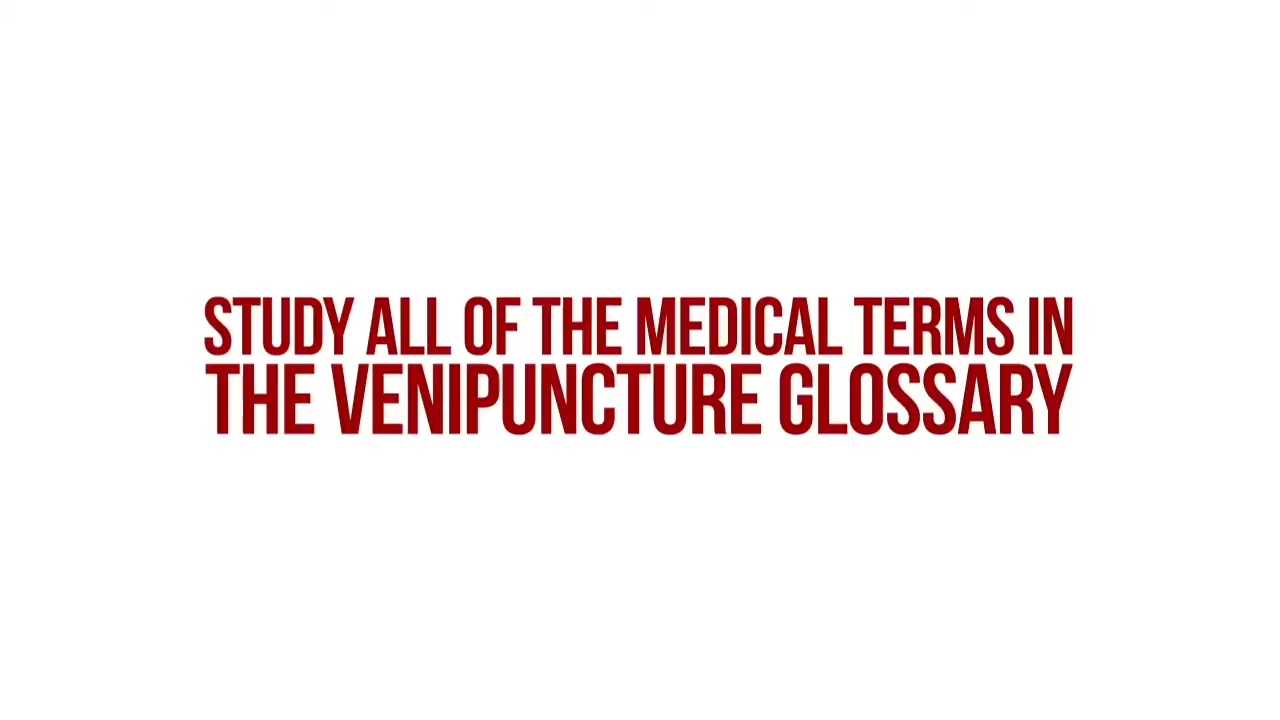 STUDY ALL OF THE MEDICAL TERMS IN
THE VENIPUNCTURE GLOSSARY